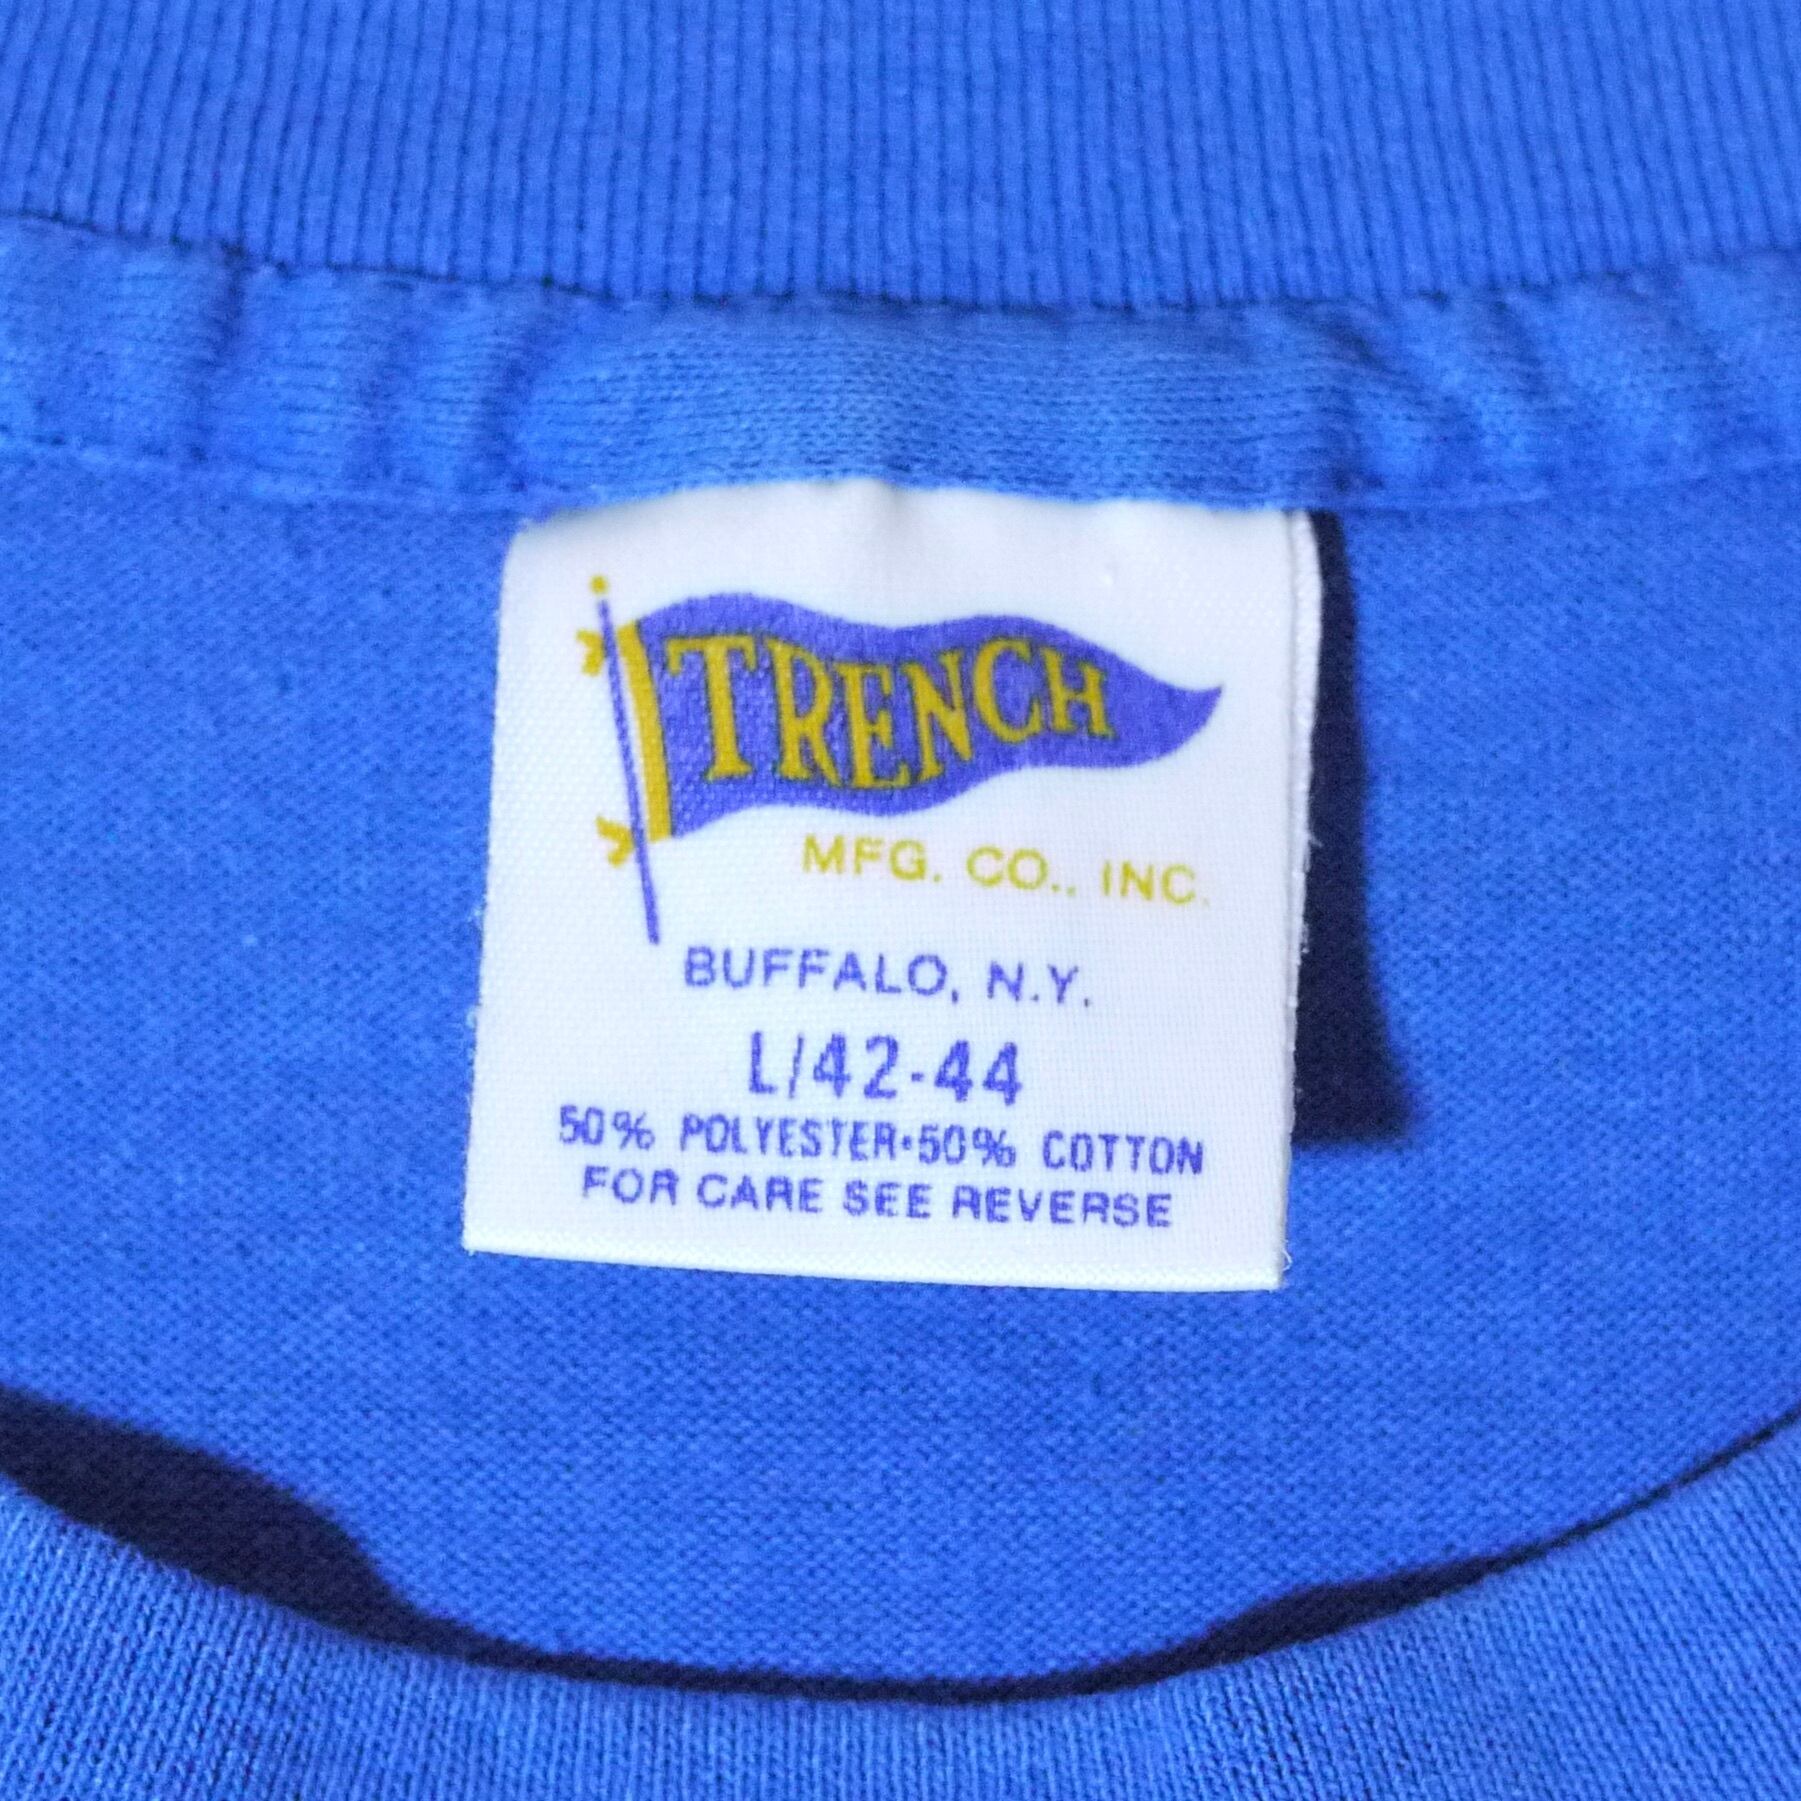 TRENCH
MFG. CO., INC.
BUFFALO, N.Y.
L/42-44
50% POLYESTER•50% COTTON
FOR CARE SEE REVERSE